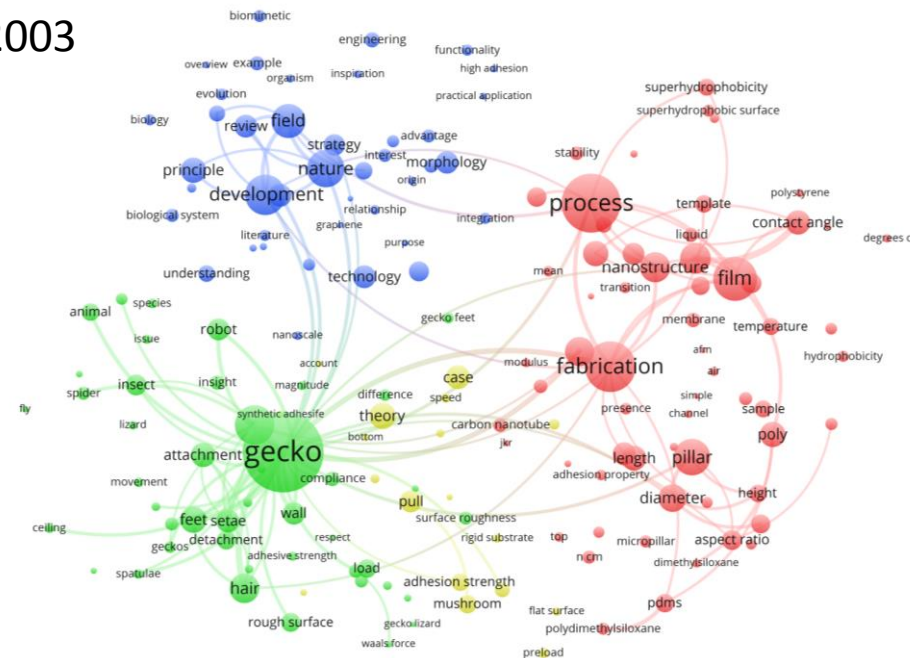 2003
biomimetic
engineering
functionality
overview
example
organism
inspiration
high adhesion
practical application
evolution
biology
review
field
strategy
advantage
interest
morphology
principle
nature
origin
development
biological system
relationship
graphene
integration
literature
purpose
understanding
technology
superhydrophobicity
superhydrophobic surface
stability
polystyrene
process
template
contact angle
liquid
degrees c
mean
nanostructure
film
transition
membrane
temperature
afm
hydrophobicity
air
modulus
fabrication
simple
presence
channel
sample
poly
carbon nanotube
jkr
length
pillar
adhesion property
diameter
height
top
micropillar
aspect ratio
n cm
dimethylsiloxane
pdms
polydimethylsiloxane
animal
species
issue
robot
nanoscale
gecko feet
account
insect
insight
magnitude
difference
case
speed
spider
fly
lizard
synthetic adhesife
theory
bottom
attachment
gecko
movement
compliance
pull
wall
surface roughness
ceiling
feet
setae
geckos
detachment
respect
rigid substrate
adhesive strength
spatulae
load
adhesion strength
hair
mushroom
rough surface
gecko lizard
flat surface
waals force
preload